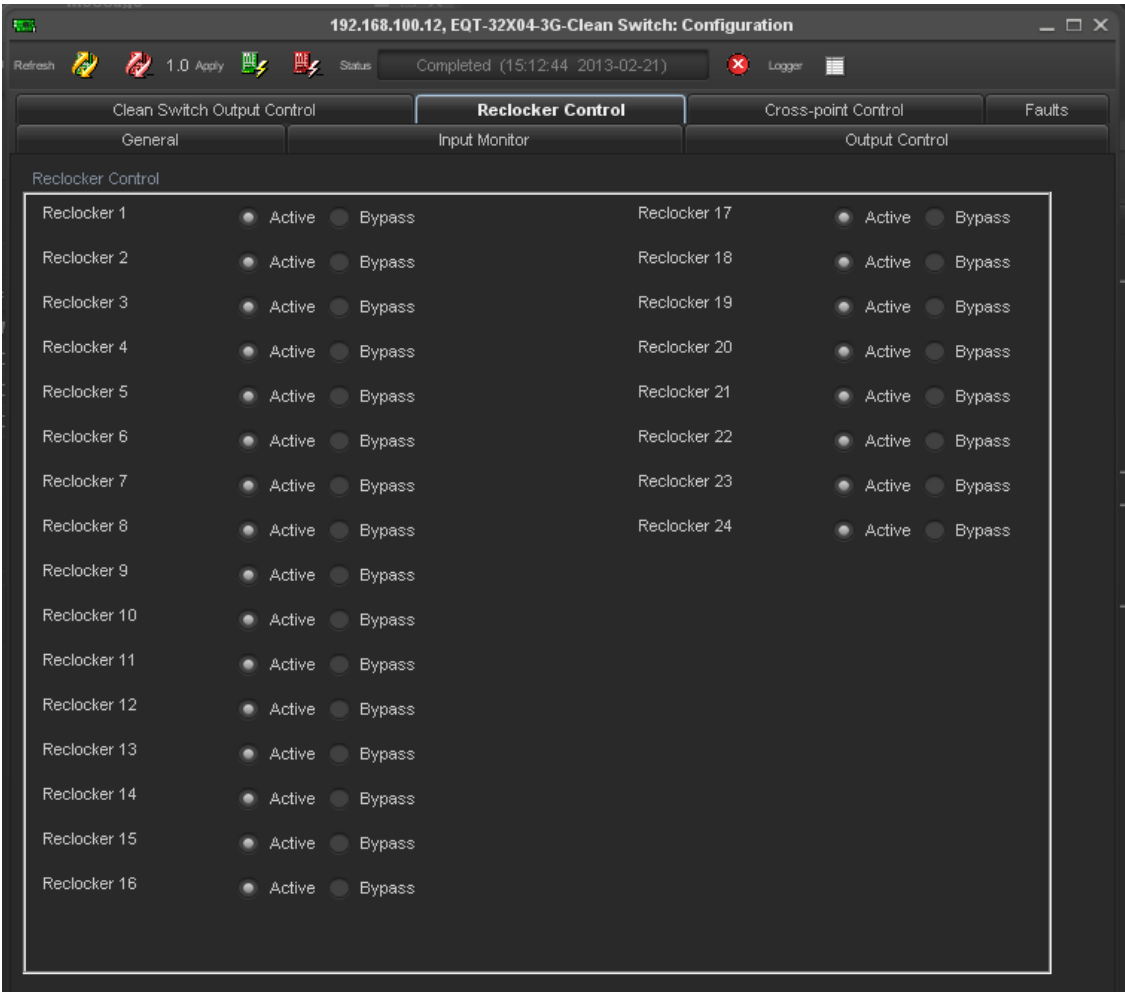 192.168.100.12, EQT-32X04-3G-Clean Switch: Configuration
Refresh 1.0 Apply Status Completed (15:12:44 2013-02-21) Logger
Clean Switch Output Control Reclocker Control Cross-point Control Faults
General Input Monitor Output Control
Reclocker Control
Reclocker 1 Active Bypass Reclocker 17 Active Bypass
Reclocker 2 Active Bypass Reclocker 18 Active Bypass
Reclocker 3 Active Bypass Reclocker 19 Active Bypass
Reclocker 4 Active Bypass Reclocker 20 Active Bypass
Reclocker 5 Active Bypass Reclocker 21 Active Bypass
Reclocker 6 Active Bypass Reclocker 22 Active Bypass
Reclocker 7 Active Bypass Reclocker 23 Active Bypass
Reclocker 8 Active Bypass Reclocker 24 Active Bypass
Reclocker 9 Active Bypass
Reclocker 10 Active Bypass
Reclocker 11 Active Bypass
Reclocker 12 Active Bypass
Reclocker 13 Active Bypass
Reclocker 14 Active Bypass
Reclocker 15 Active Bypass
Reclocker 16 Active Bypass